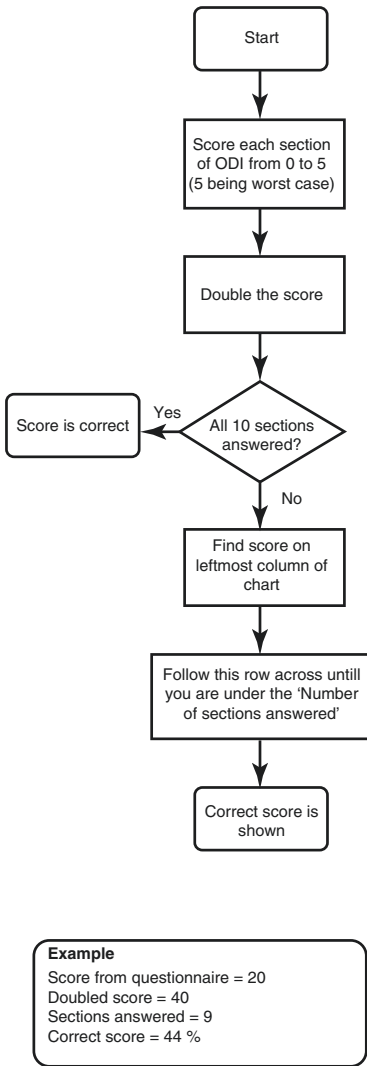 Start
Score each section
of ODI from 0 to 5
(5 being worst case)
Double the score
All 10 sections
answered?
Yes
Score is correct
No
Find score on
leftmost column of
chart
Follow this row across untill
you are under the ‘Number
of sections answered’
Correct score is
shown
Example
Score from questionnaire = 20
Doubled score = 40
Sections answered = 9
Correct score = 44 %